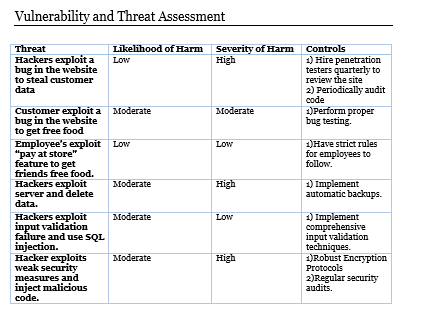 Vulnerability and Threat Assessment
Threat Likelihood of Harm Severity of Harm Controls
Hackers exploit a bug in the website to steal customer data Low High 1) Hire penetration testers quarterly to review the site 2) Periodically audit code
Customer exploit a bug in the website to get free food Moderate Moderate 1)Perform proper bug testing.
Employee's exploit "pay at store" feature to get friends free food. Low Low 1)Have strict rules for employees to follow.
Hackers exploit server and delete data. Moderate High 1) Implement automatic backups.
Hackers exploit input validation failure and use SQL injection. Moderate Low 1) Implement comprehensive input validation techniques.
Hacker exploits weak security measures and inject malicious code. Moderate High 1)Robust Encryption Protocols 2)Regular security audits.